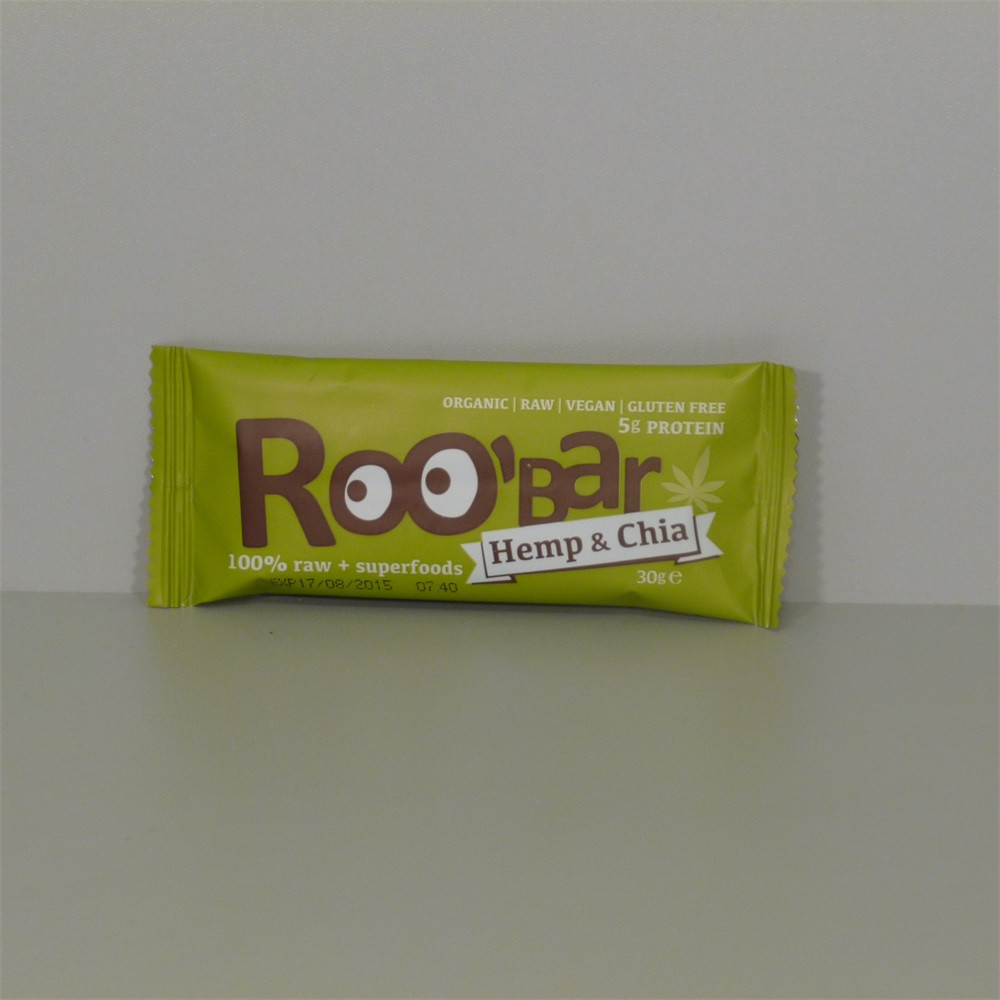 ORGANIC | RAW | VEGAN | GLUTEN FREE
5g PROTEIN
Roo'Bar
Hemp & Chia
100% raw + superfoods
30g e
EXP17/08/2015 07.40